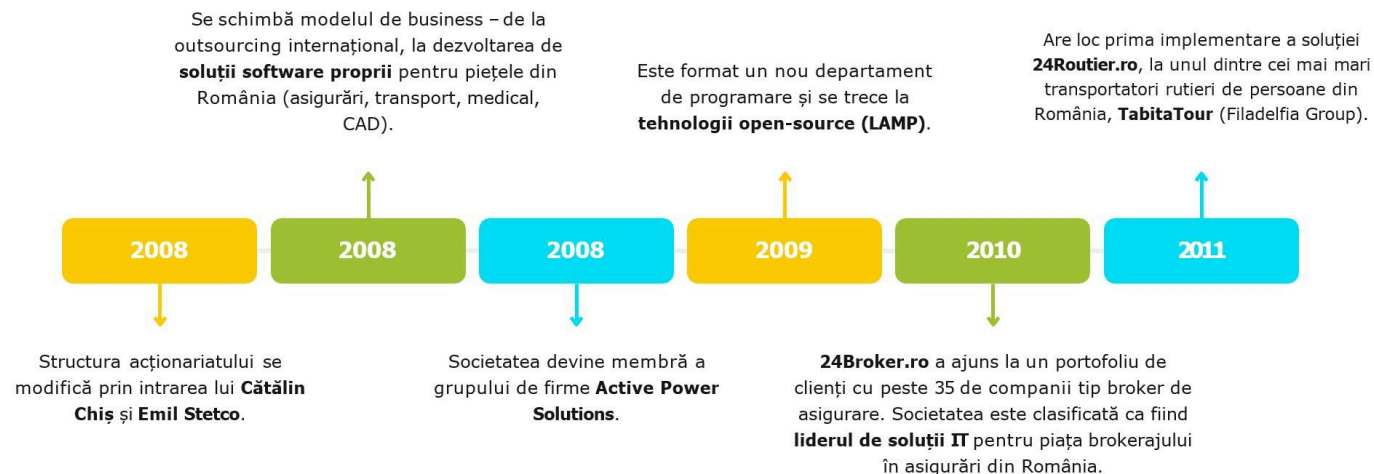 Se schimbă modelul de business – de la
outsourcing internațional, la dezvoltarea de
soluții software proprii pentru piețele din
România (asigurări, transport, medical,
CAD).
Este format un nou departament
de programare și se trece la
tehnologii open-source (LAMP).
Are loc prima implementare a soluției
24Routier.ro, la unul dintre cei mai mari
transportatori rutieri de persoane din
România, TabitaTour (Filadelfia Group).
2008
2008
2008
2009
2010
2011
Structura acționariatului se
modifică prin intrarea lui Cătălin
Chiș și Emil Stetco.
Societatea devine membră a
grupului de firme Active Power
Solutions.
24Broker.ro a ajuns la un portofoliu de
clienți cu peste 35 de companii tip broker de
asigurare. Societatea este clasificată ca fiind
liderul de soluții IT pentru piața brokerajului
în asigurări din România.